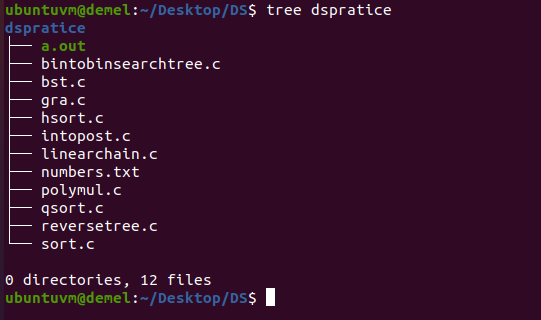 ubuntuvm@demel:~/Desktop/DS$ tree dspratice
dspratice
├── a.out
├── bintobinsearchtree.c
├── bst.c
├── gra.c
├── hsort.c
├── intopost.c
├── linearchain.c
├── numbers.txt
├── polymul.c
├── qsort.c
├── reversetree.c
└── sort.c
0 directories, 12 files
ubuntuvm@demel:~/Desktop/DS$